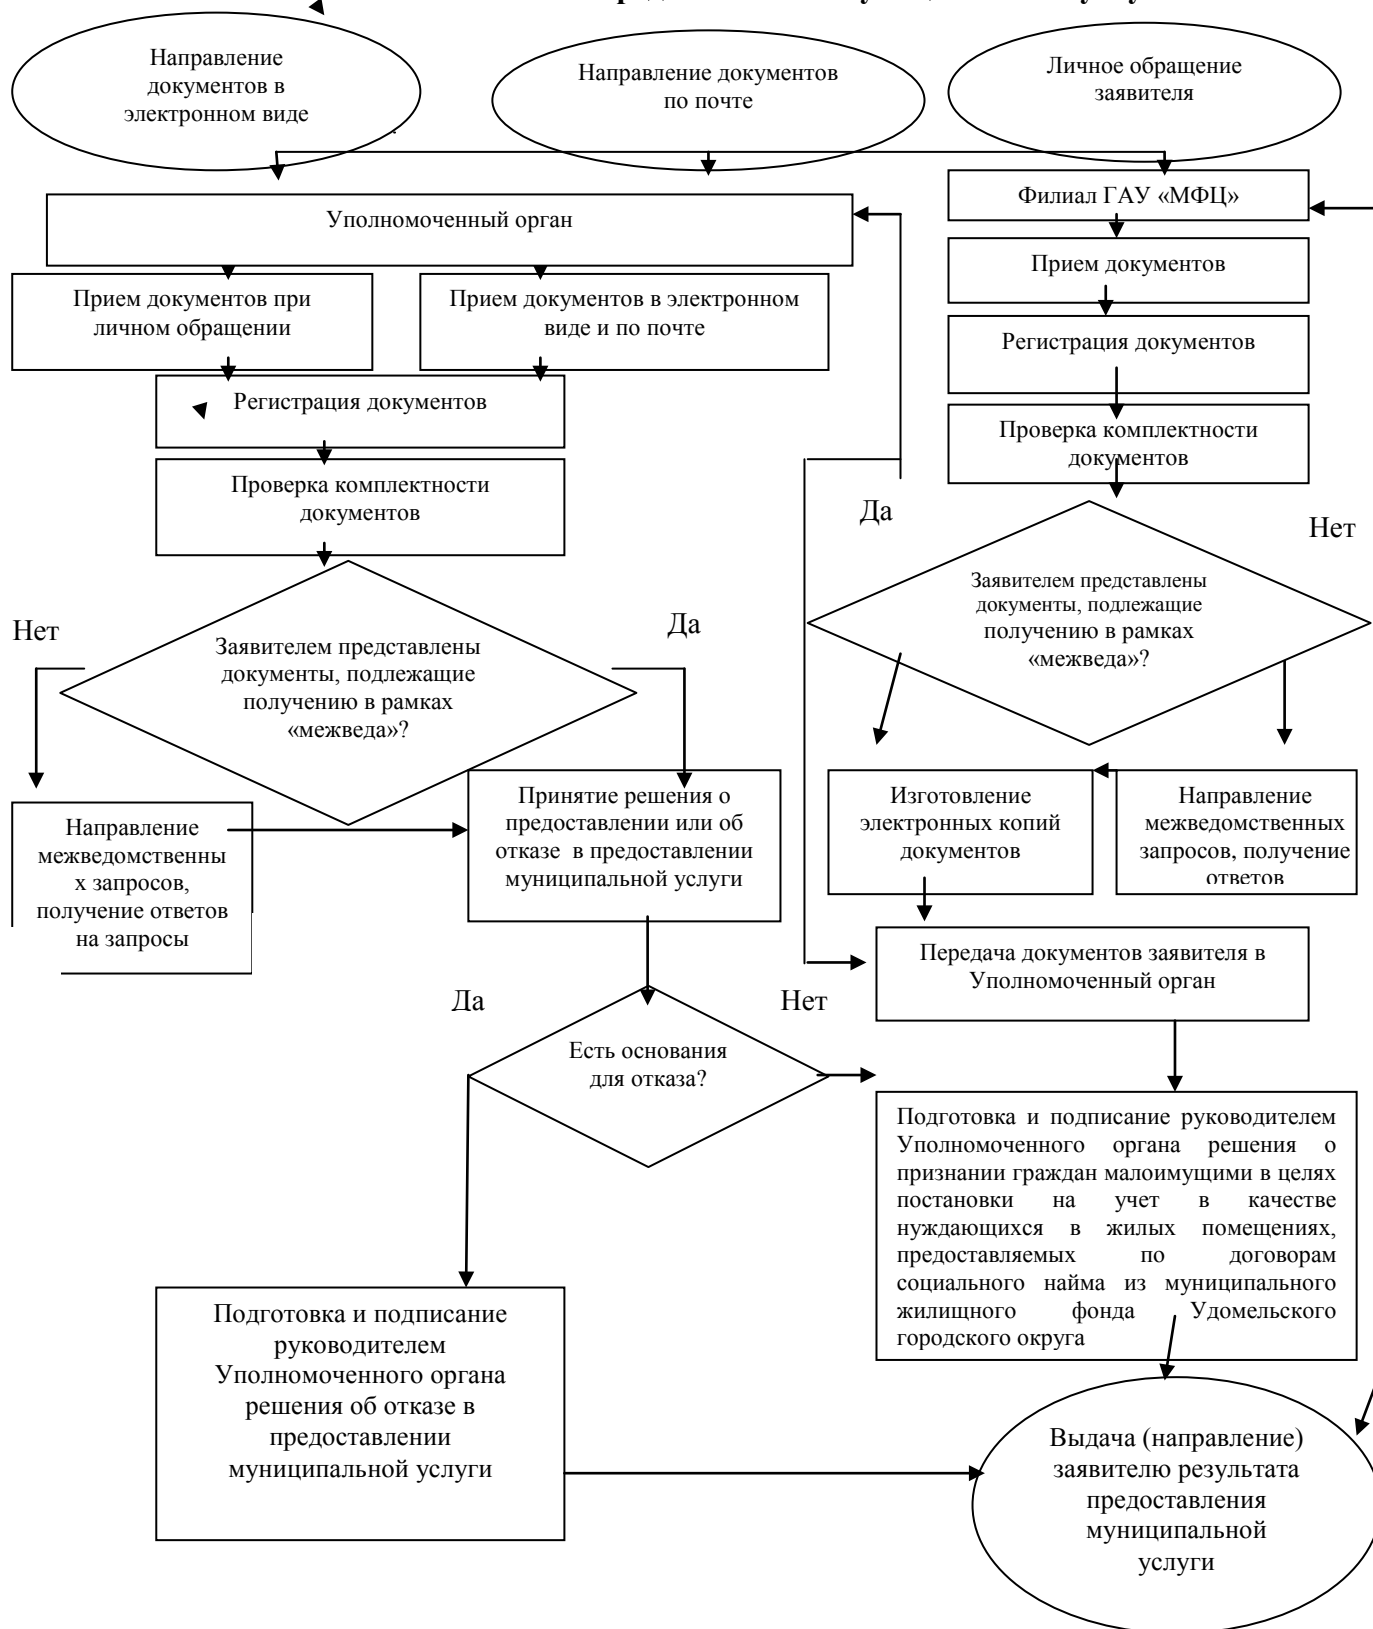 Направление
документов в
электронном виде
Направление документов
по почте
Личное обращение
заявителя
Уполномоченный орган
Филиал ГАУ «МФЦ»
Прием документов при
личном обращении
Прием документов в электронном
виде и по почте
Прием документов
Регистрация документов
Регистрация документов
Проверка комплектности
документов
Проверка комплектности
документов
Да
Нет
Заявителем представлены
документы, подлежащие
получению в рамках
«межведа»?
Нет
Да
Заявителем представлены
документы, подлежащие
получению в рамках
«межведа»?
Направление
межведомственны
х запросов,
получение ответов
на запросы
Принятие решения о
предоставлении или об
отказе в предоставлении
муниципальной услуги
Изготовление
электронных копий
документов
Направление
межведомственных
запросов, получение
ответов
Передача документов заявителя в
Уполномоченный орган
Да
Нет
Есть основания
для отказа?
Подготовка и подписание руководителем
Уполномоченного органа решения о
признании граждан малоимущими в целях
постановки на учет в качестве
нуждающихся в жилых помещениях,
предоставляемых по договорам
социального найма из муниципального
жилищного фонда Удомельского
городского округа
Подготовка и подписание
руководителем
Уполномоченного органа
решения об отказе в
предоставлении
муниципальной услуги
Выдача (направление)
заявителю результата
предоставления
муниципальной
услуги